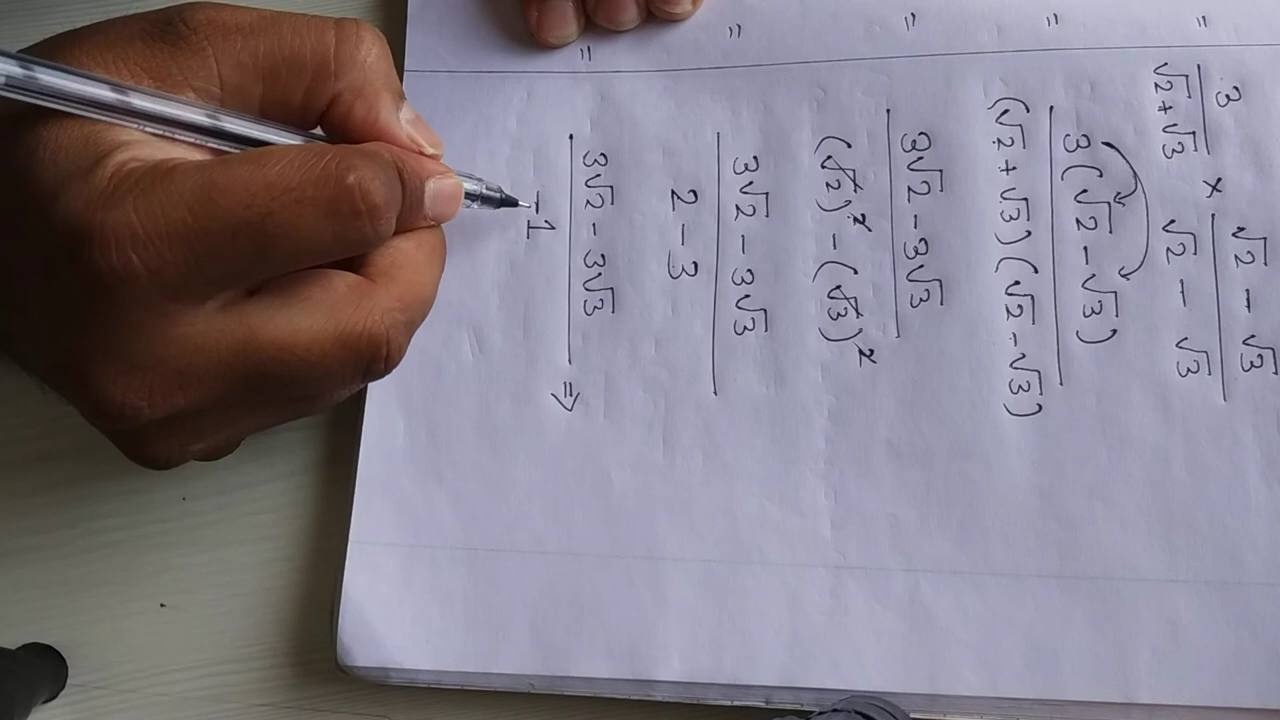 = 3/(√2 + √3) × (√2 - √3)/(√2 - √3)
= 3(√2 - √3)/(√2 + √3)(√2 - √3)
= 3√2 - 3√3/(√2)² - (√3)²
= 3√2 - 3√3/2 - 3
= 3√2 - 3√3/-1 ⇒